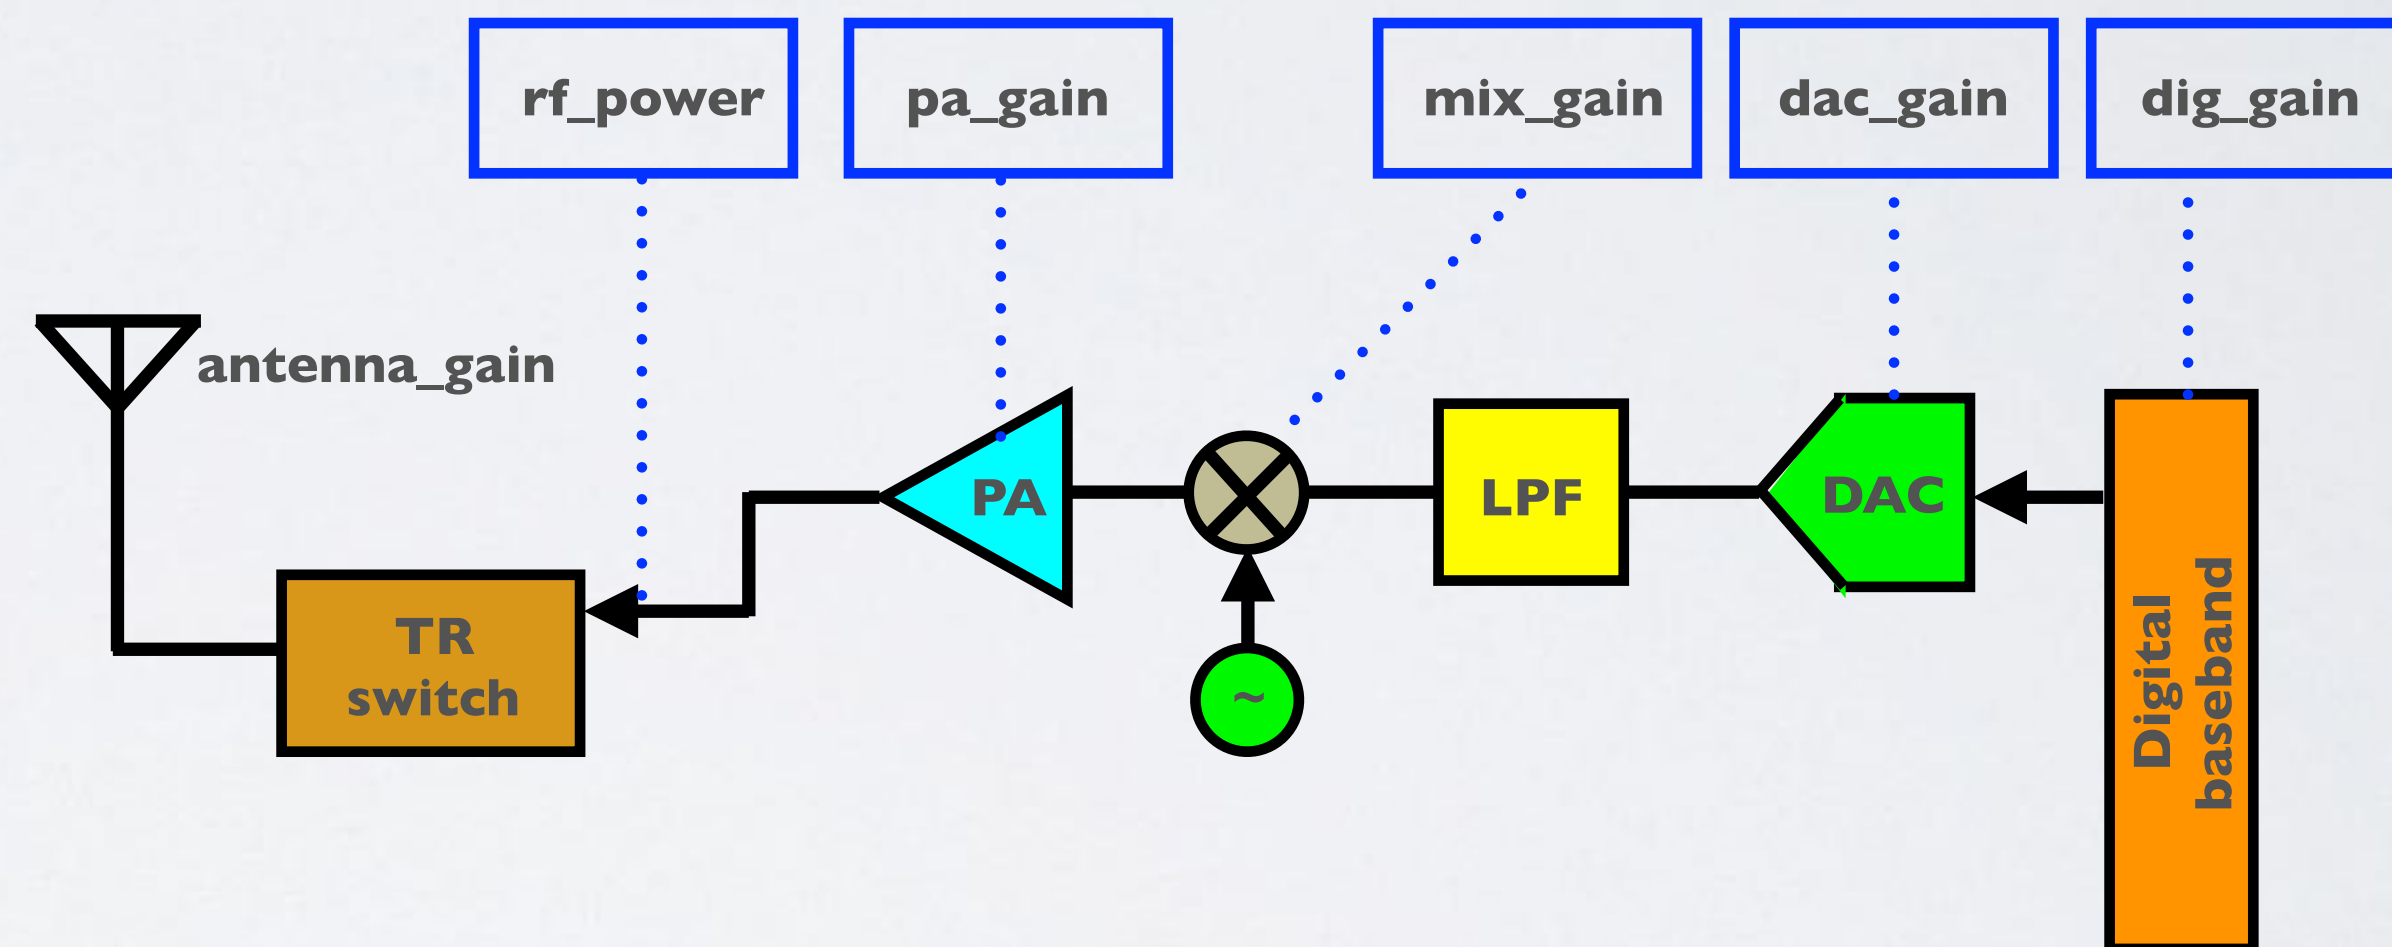 rf_power
pa_gain
mix_gain
dac_gain
dig_gain
antenna_gain
PA
LPF
DAC
TR
switch
~
Digital
baseband